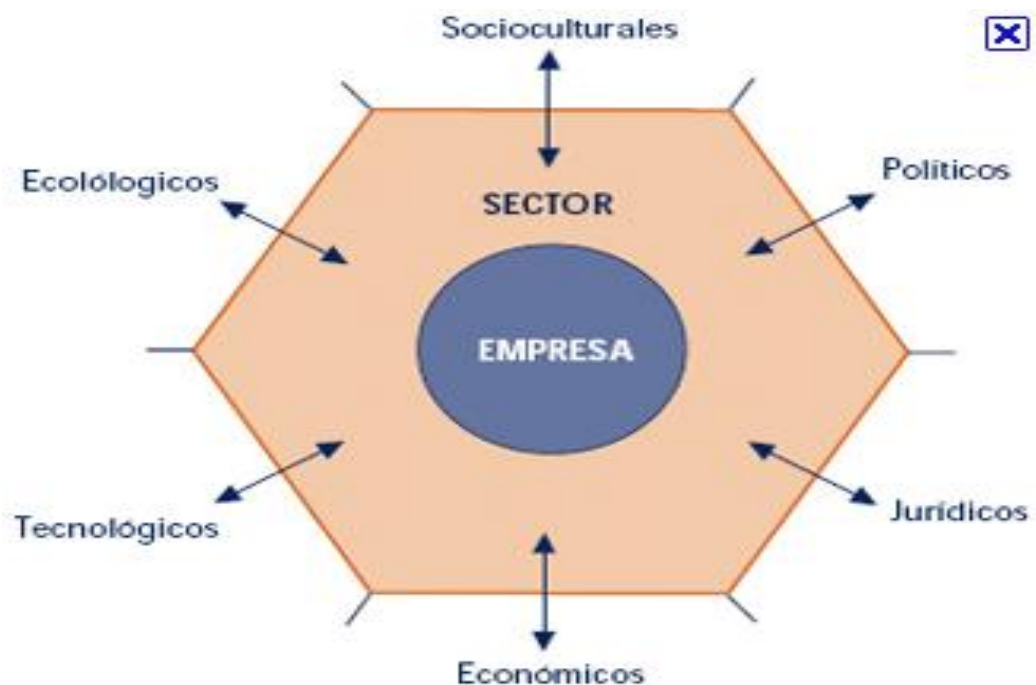 Socioculturales
Ecolólogicos
Políticos
SECTOR
EMPRESA
Tecnológicos
Jurídicos
Económicos